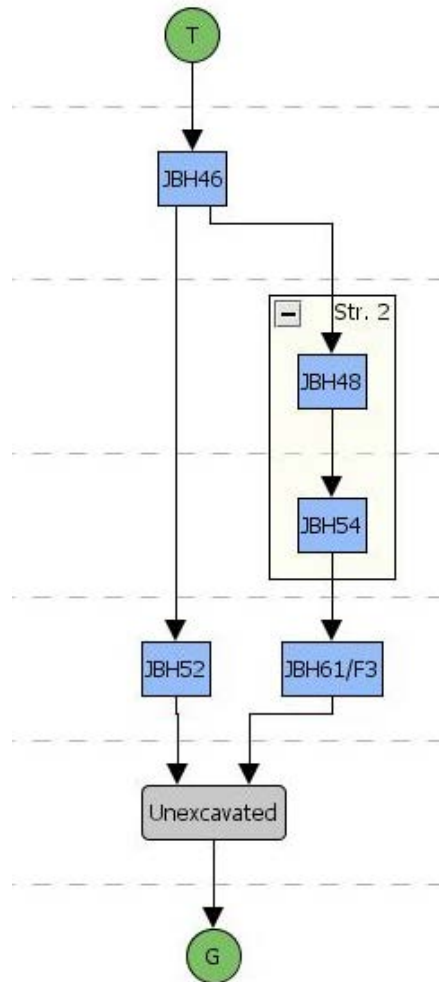 T
JBH46
Str. 2
JBH48
JBH54
JBH52
JBH61/F3
Unexcavated
G